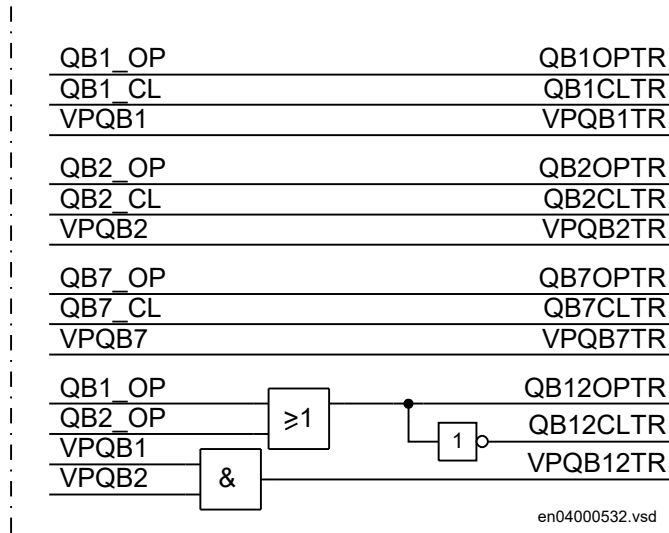 QB1_OP QB1OPTR
QB1_CL QB1CLTR
VPQB1 VPQB1TR
QB2_OP QB2OPTR
QB2_CL QB2CLTR
VPQB2 VPQB2TR
QB7_OP QB7OPTR
QB7_CL QB7CLTR
VPQB7 VPQB7TR
QB1_OP QB12OPTR
QB2_OP ≥1 QB12CLTR
VPQB1 1 VPQB12TR
VPQB2 &
en04000532.vsd